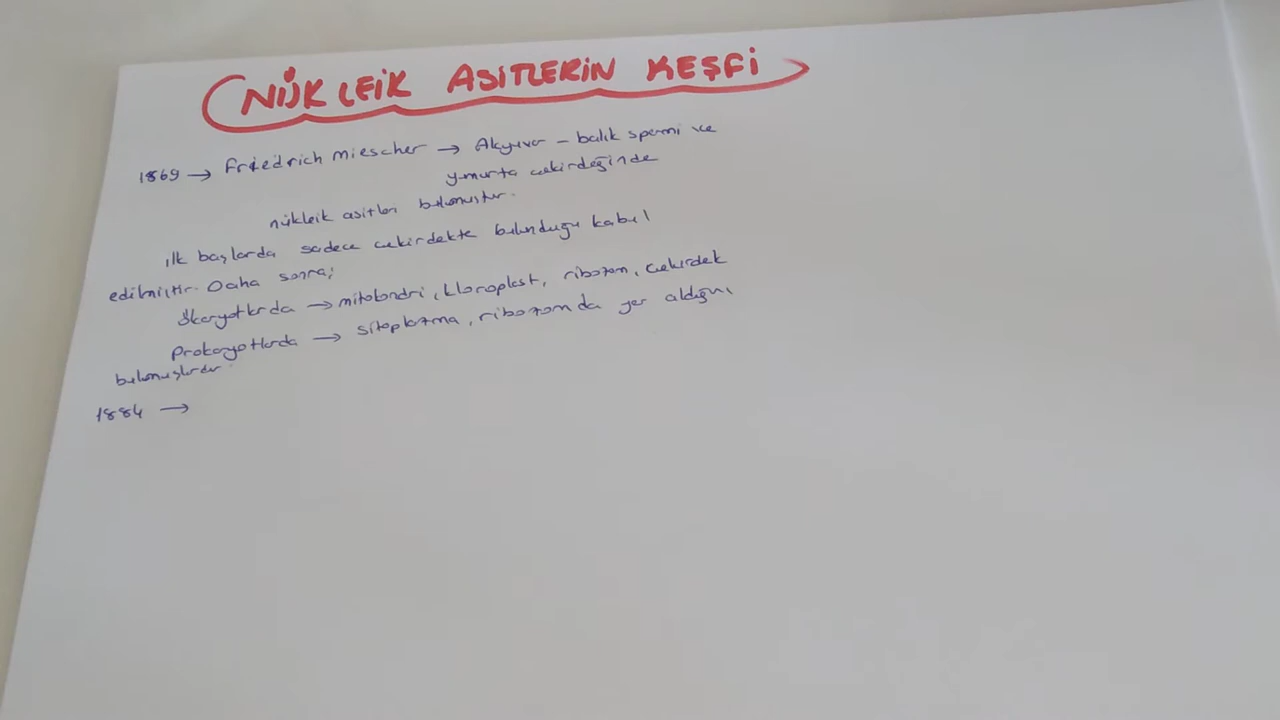 NÜKLEİK ASİTLERİN KEŞFİ
1869 → Friedrich Miescher → Akyuvar - balık spermi ve
yumurta çekirdeğinde
nükleik asitleri bulmuştur.
ilk başlarda sadece çekirdekte bulunduğu kabul
edilmiştir. Daha sonra;
ökaryotlarda → mitokondri, kloroplast, ribozom, çekirdek
Prokaryotlarda → sitoplazma, ribozomda yer aldığını
bulmuşlardır.
1884 →